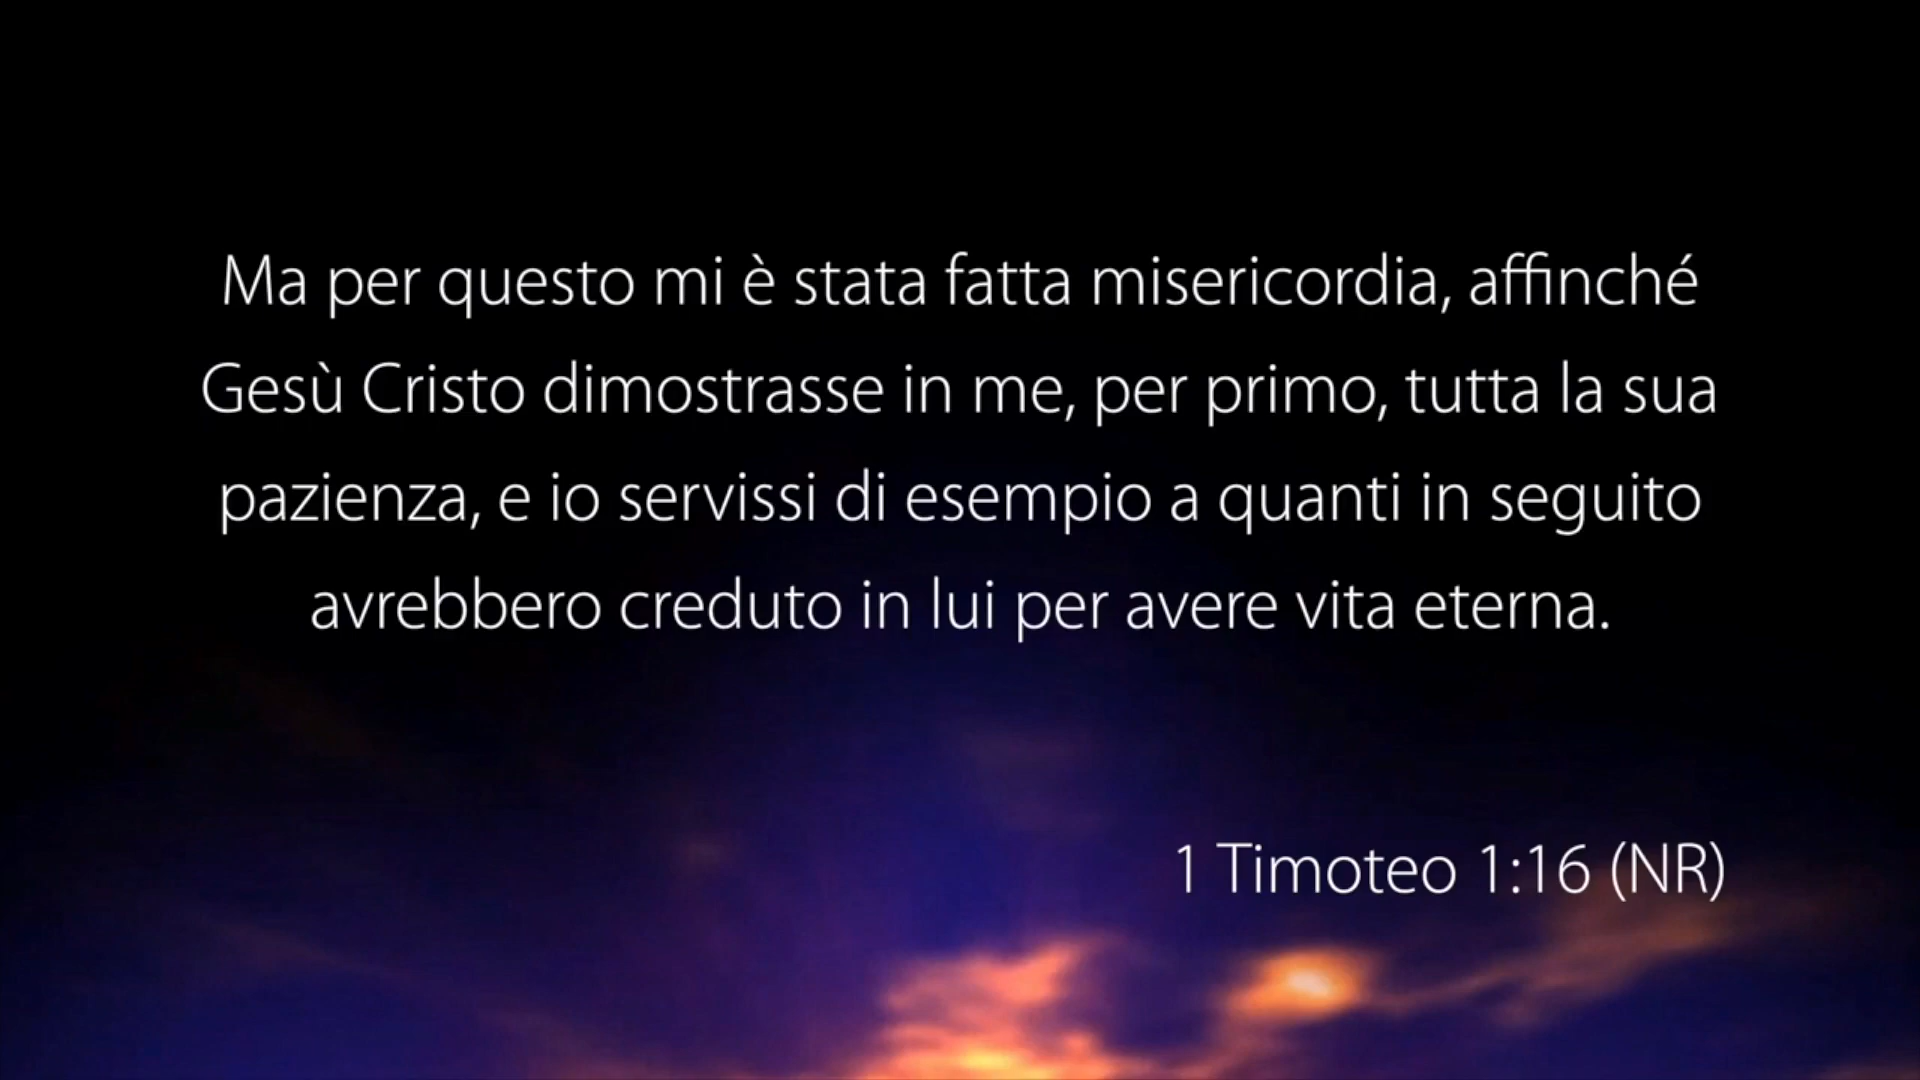 Ma per questo mi è stata fatta misericordia, affinché
Gesù Cristo dimostrasse in me, per primo, tutta la sua
pazienza, e io servissi di esempio a quanti in seguito
avrebbero creduto in lui per avere vita eterna.
1 Timoteo 1:16 (NR)